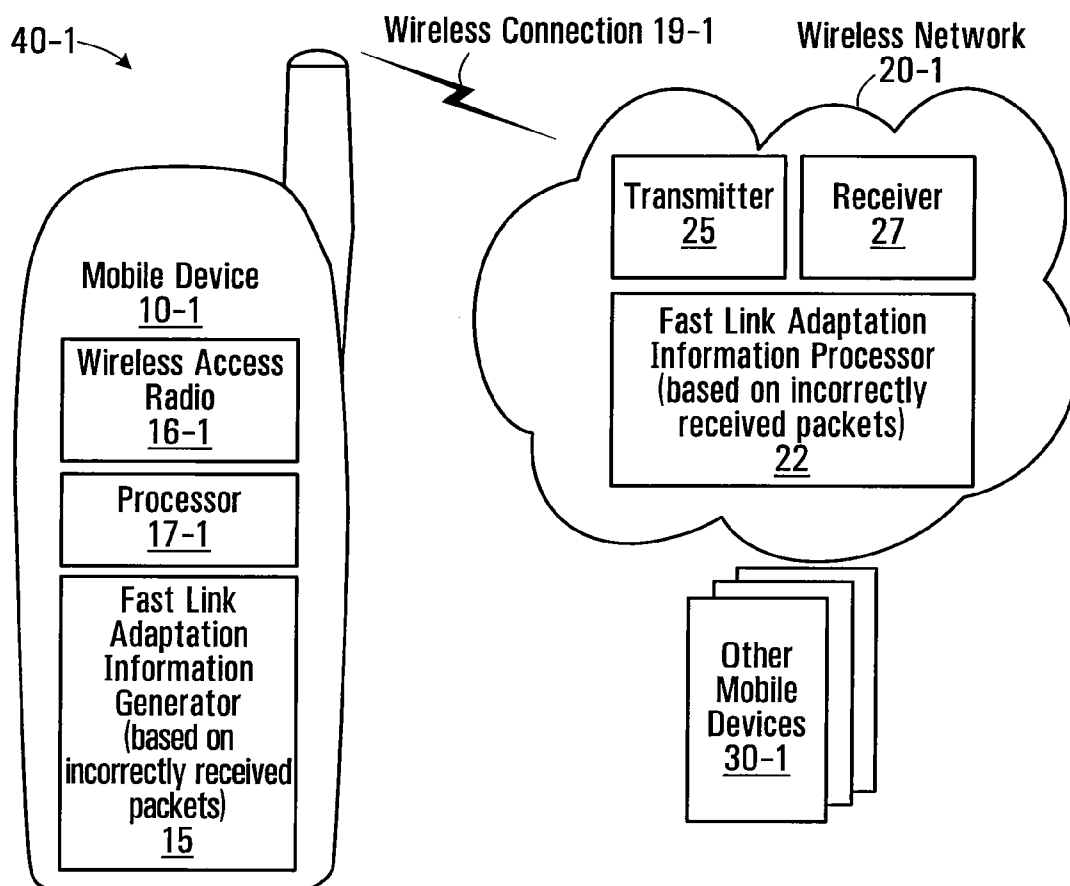 40-1
Wireless Connection 19-1
Wireless Network
20-1
Transmitter
25
Receiver
27
Fast Link Adaptation
Information Processor
(based on incorrectly
received packets)
22
Mobile Device
10-1
Wireless Access
Radio
16-1
Processor
17-1
Fast Link
Adaptation
Information
Generator
(based on
incorrectly received
packets)
15
Other
Mobile
Devices
30-1